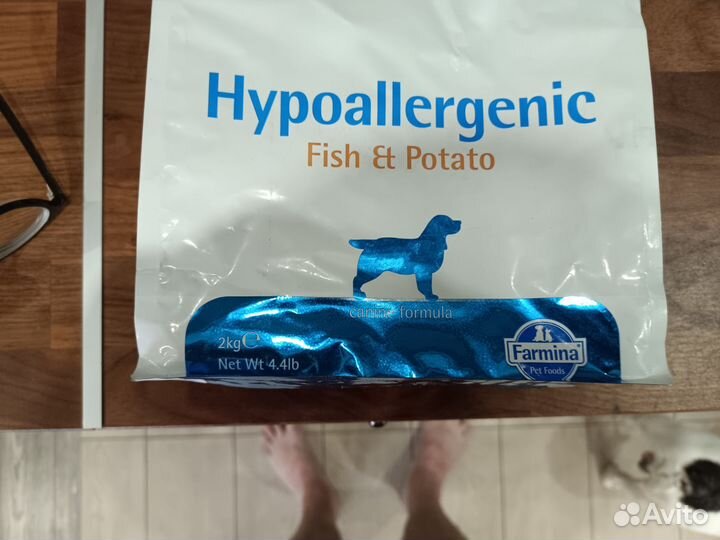 Hypoallergenic
Fish & Potato
canine formula
2kg℮
Net Wt 4.4lb
Farmina
Pet Foods
Avito